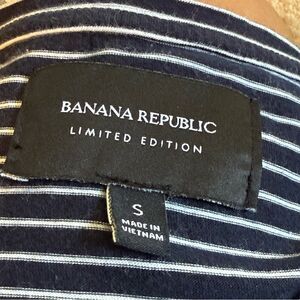 BANANA REPUBLIC
LIMITED EDITION
S
MADE IN
VIETNAM